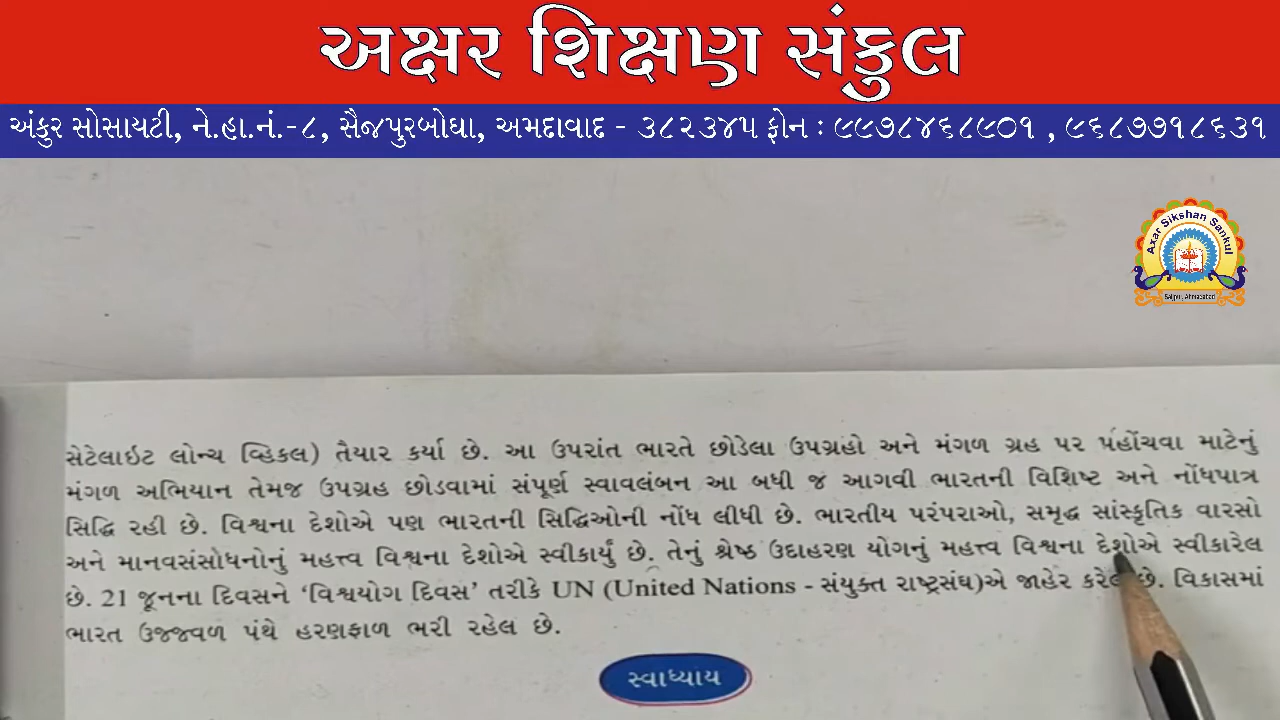 અક્ષર શિક્ષણ સંકુલ
અંકુર સોસાયટી, ને.હા.નં.-૮, સૈજપુરબોઘા, અમદાવાદ - ૩૮૨૩૪૫ ફોન : ૯૯૭૮૪૬૮૯૦૧ , ૯૬૮૭૭૧૮૬૩૧
Axar Sikshan Sankul
Saijpur, Ahmedabad
સેટેલાઇટ લોન્ચ વ્હિકલ) તૈયાર કર્યા છે. આ ઉપરાંત ભારતે છોડેલા ઉપગ્રહો અને મંગળ ગ્રહ પર પહોંચવા માટેનું
મંગળ અભિયાન તેમજ ઉપગ્રહ છોડવામાં સંપૂર્ણ સ્વાવલંબન આ બધી જ આગવી ભારતની વિશિષ્ટ અને નોંધપાત્ર
સિદ્ધિ રહી છે. વિશ્વના દેશોએ પણ ભારતની સિદ્ધિઓની નોંધ લીધી છે. ભારતીય પરંપરાઓ, સમૃદ્ધ સાંસ્કૃતિક વારસો
અને માનવસંસોધનોનું મહત્ત્વ વિશ્વના દેશોએ સ્વીકાર્યું છે. તેનું શ્રેષ્ઠ ઉદાહરણ યોગનું મહત્ત્વ વિશ્વના દેશોએ સ્વીકારેલ
છે. 21 જૂનના દિવસને ‘વિશ્વયોગ દિવસ’ તરીકે UN (United Nations - સંયુક્ત રાષ્ટ્રસંઘ)એ જાહેર કરેલ છે. વિકાસમાં
ભારત ઉજ્જવળ પંથે હરણફાળ ભરી રહેલ છે.
સ્વાધ્યાય